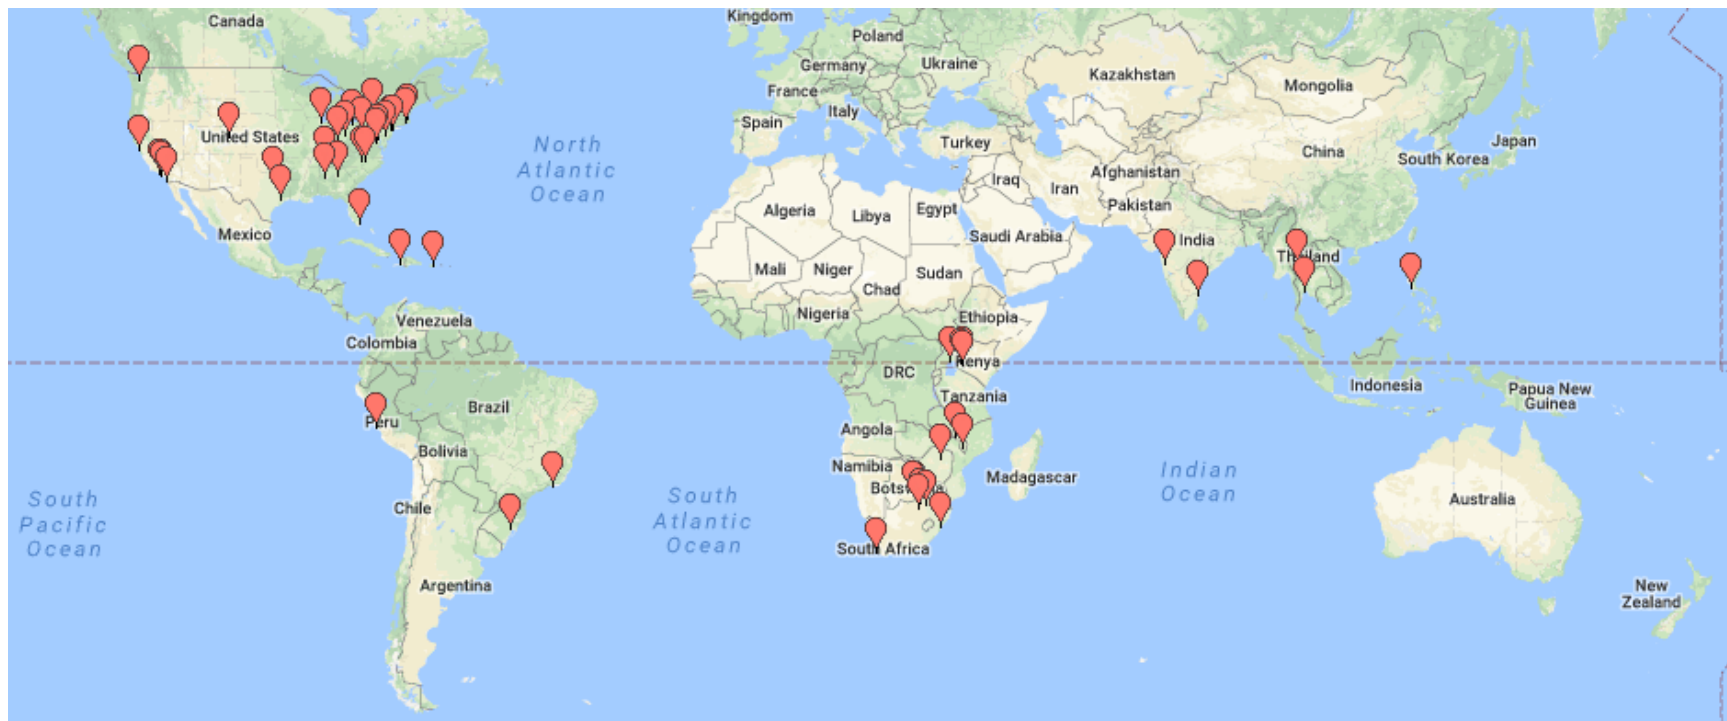 Canada
Kingdom
Poland
Germany
Ukraine
France
Kazakhstan
Mongolia
Italy
Spain
United States
Turkey
Japan
China
South Korea
North
Atlantic
Ocean
Afghanistan
Iraq
Iran
Pakistan
Algeria
Libya
Egypt
Mexico
Saudi Arabia
India
Thailand
Mali
Niger
Sudan
Chad
Nigeria
Ethiopia
Venezuela
Colombia
Kenya
DRC
Indonesia
Papua New
Guinea
Tanzania
Brazil
Peru
Angola
Bolivia
Namibia
Madagascar
Indian
Ocean
Botswana
South
Pacific
Ocean
Chile
South
Atlantic
Ocean
Australia
South Africa
Argentina
New
Zealand